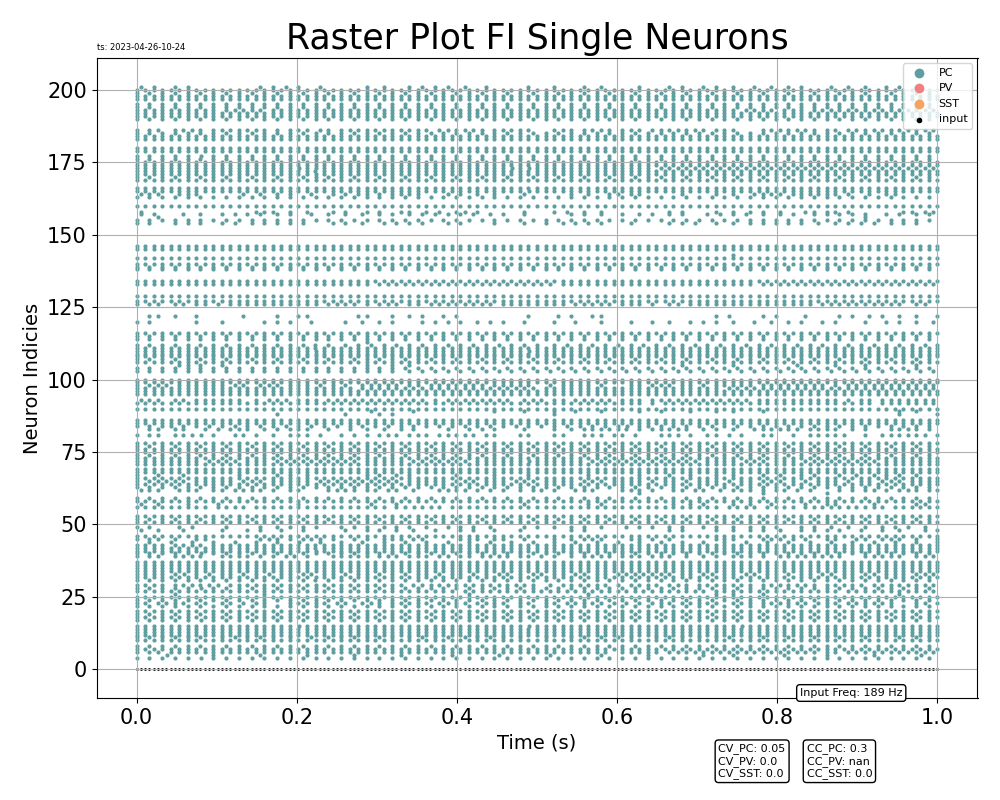 Raster Plot FI Single Neurons
ts: 2023-04-26-10-24
PC
PV
SST
input
200
175
150
125
100
75
50
25
0
Neuron Indicies
Input Freq: 189 Hz
0.0 0.2 0.4 0.6 0.8 1.0
Time (s)
CV_PC: 0.05
CV_PV: 0.0
CV_SST: 0.0
CC_PC: 0.3
CC_PV: nan
CC_SST: 0.0